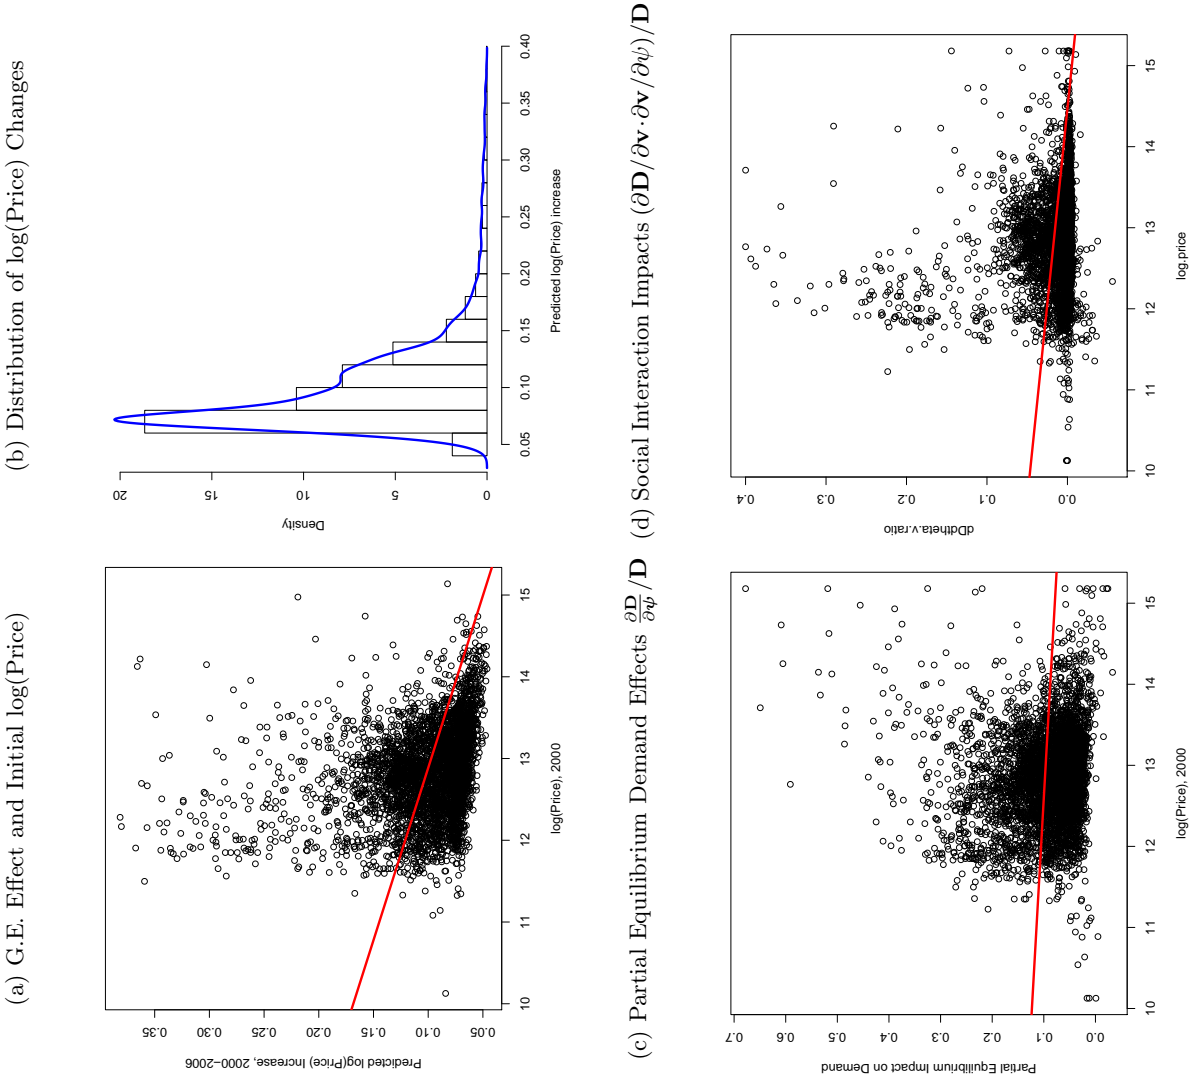 (a) G.E. Effect and Initial log(Price)
Predicted log(Price) Increase, 2000−2006
0.05 0.10 0.15 0.20 0.25 0.30 0.35
10 11 12 13 14 15
log(Price), 2000
(b) Distribution of log(Price) Changes
Density
0 5 10 15 20
0.05 0.10 0.15 0.20 0.25 0.30 0.35 0.40
Predicted log(Price) increase
(c) Partial Equilibrium Demand Effects ∂D/∂ψ/D
Partial Equilibrium Impact on Demand
0.0 0.1 0.2 0.3 0.4 0.5 0.6 0.7
10 11 12 13 14 15
log(Price), 2000
(d) Social Interaction Impacts (∂D/∂v·∂v/∂ψ)/D
dDdtheta.v.ratio
0.0 0.1 0.2 0.3 0.4
10 11 12 13 14 15
log.price